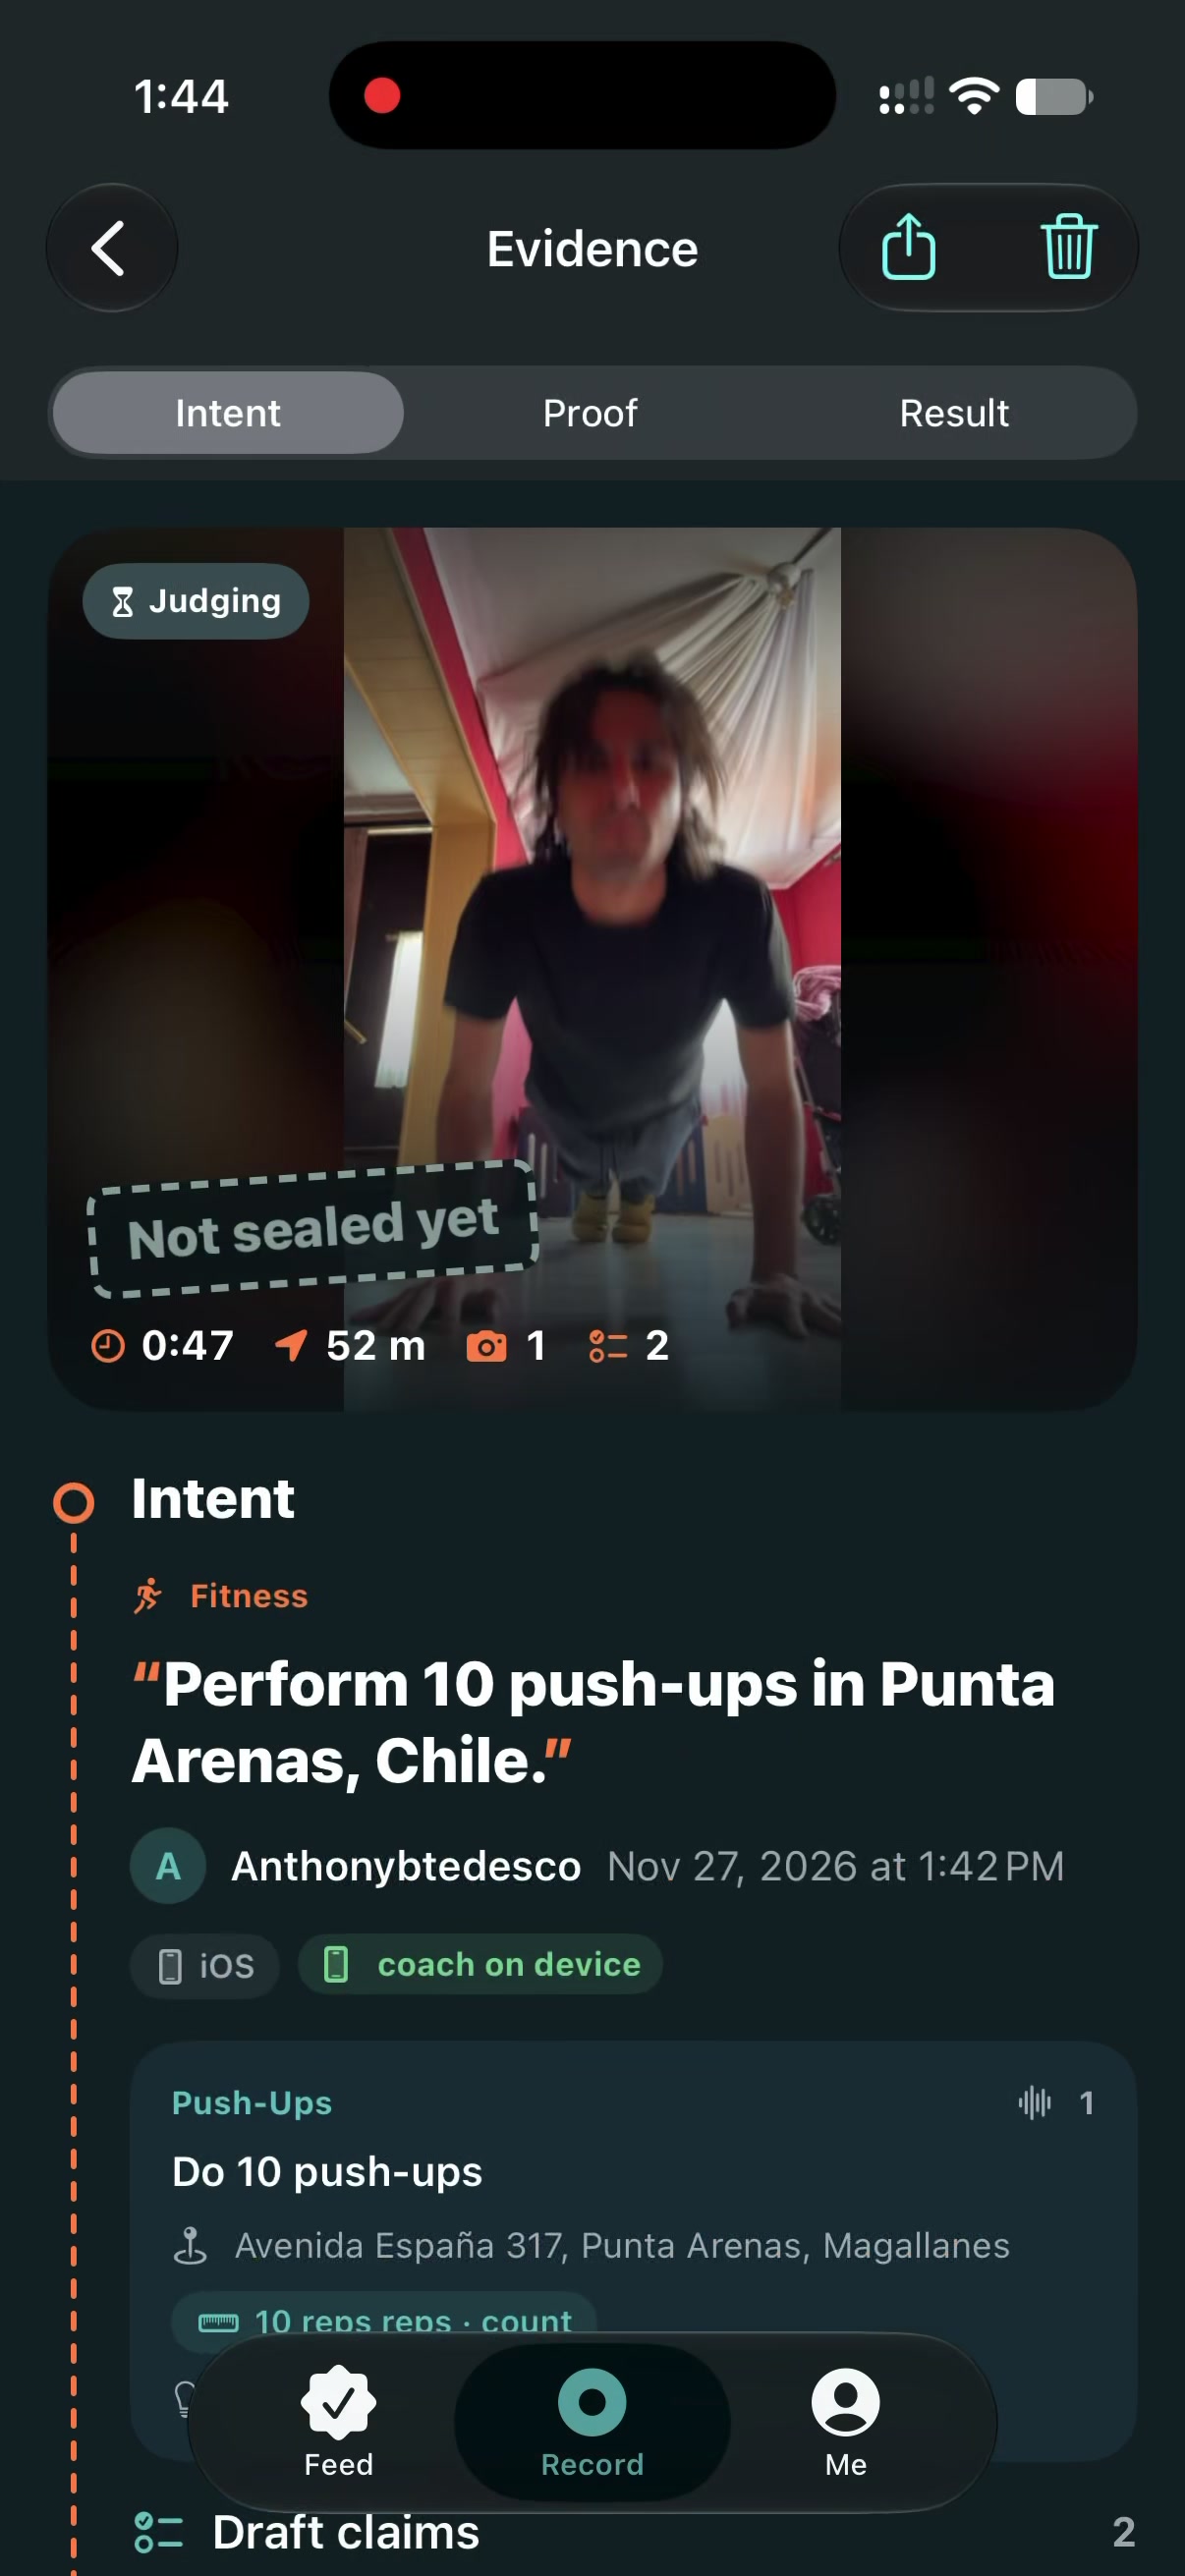 1:44
Evidence
Intent
Proof
Result
Judging
Not sealed yet
0:47 52 m 1 2
Intent
Fitness
“Perform 10 push-ups in Punta
Arenas, Chile.”
A Anthonybtedesco Nov 27, 2026 at 1:42 PM
iOS coach on device
Push-Ups 1
Do 10 push-ups
Avenida España 317, Punta Arenas, Magallanes
10 reps reps · count
Feed
Record
Me
Draft claims 2